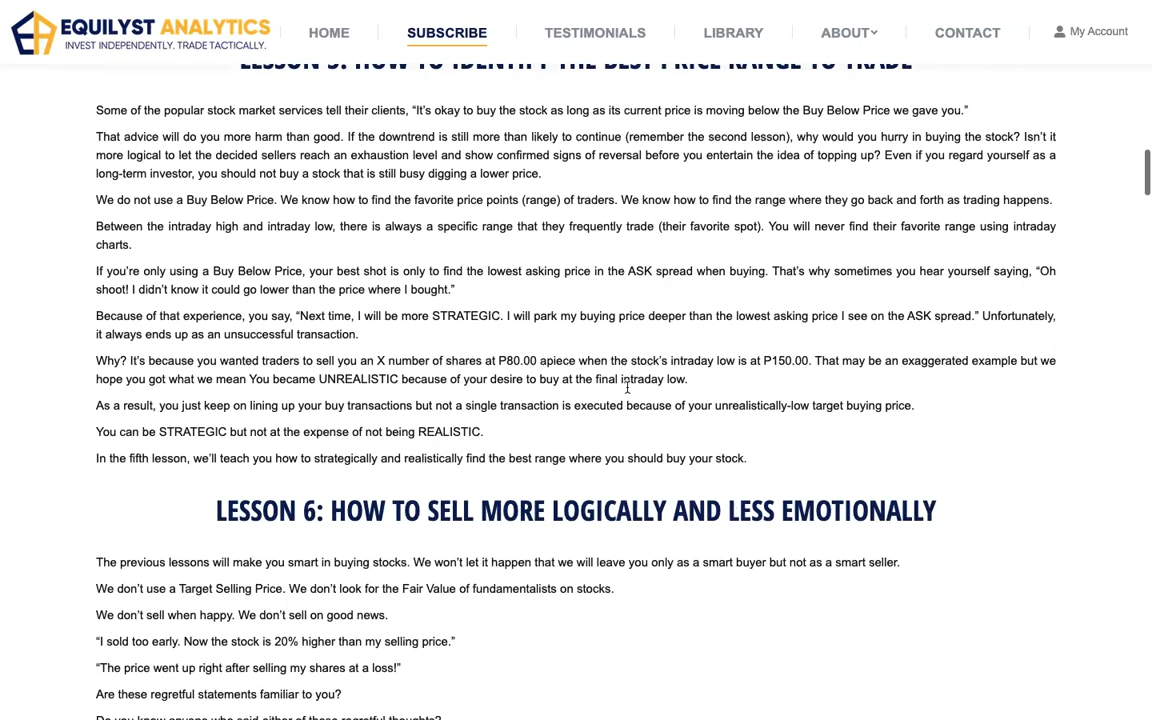 EQUILYST ANALYTICS
INVEST INDEPENDENTLY. TRADE TACTICALLY.
HOME
SUBSCRIBE
TESTIMONIALS
LIBRARY
ABOUT
CONTACT
My Account
LESSON 5: HOW TO IDENTIFY THE BEST PRICE RANGE TO TRADE
Some of the popular stock market services tell their clients, “It’s okay to buy the stock as long as its current price is moving below the Buy Below Price we gave you.”
That advice will do you more harm than good. If the downtrend is still more than likely to continue (remember the second lesson), why would you hurry in buying the stock? Isn’t it
more logical to let the decided sellers reach an exhaustion level and show confirmed signs of reversal before you entertain the idea of topping up? Even if you regard yourself as a
long-term investor, you should not buy a stock that is still busy digging a lower price.
We do not use a Buy Below Price. We know how to find the favorite price points (range) of traders. We know how to find the range where they go back and forth as trading happens.
Between the intraday high and intraday low, there is always a specific range that they frequently trade (their favorite spot). You will never find their favorite range using intraday
charts.
If you’re only using a Buy Below Price, your best shot is only to find the lowest asking price in the ASK spread when buying. That’s why sometimes you hear yourself saying, “Oh
shoot! I didn’t know it could go lower than the price where I bought.”
Because of that experience, you say, “Next time, I will be more STRATEGIC. I will park my buying price deeper than the lowest asking price I see on the ASK spread.” Unfortunately,
it always ends up as an unsuccessful transaction.
Why? It’s because you wanted traders to sell you an X number of shares at P80.00 apiece when the stock’s intraday low is at P150.00. That may be an exaggerated example but we
hope you got what we mean You became UNREALISTIC because of your desire to buy at the final intraday low.
As a result, you just keep on lining up your buy transactions but not a single transaction is executed because of your unrealistically-low target buying price.
You can be STRATEGIC but not at the expense of not being REALISTIC.
In the fifth lesson, we’ll teach you how to strategically and realistically find the best range where you should buy your stock.
LESSON 6: HOW TO SELL MORE LOGICALLY AND LESS EMOTIONALLY
The previous lessons will make you smart in buying stocks. We won’t let it happen that we will leave you only as a smart buyer but not as a smart seller.
We don’t use a Target Selling Price. We don’t look for the Fair Value of fundamentalists on stocks.
We don’t sell when happy. We don’t sell on good news.
“I sold too early. Now the stock is 20% higher than my selling price.”
“The price went up right after selling my shares at a loss!”
Are these regretful statements familiar to you?
Do you know anyone who said either of those regretful thoughts?